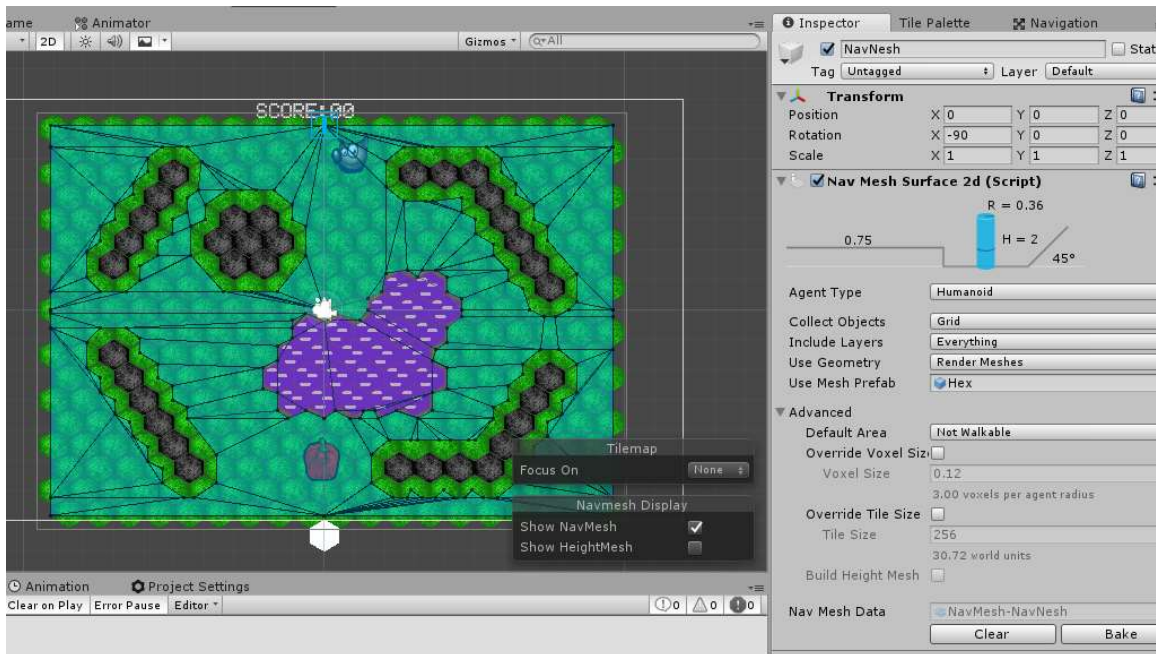 ame Animator
2D
Gizmos All
SCORE:00
Tilemap
Focus On None
Navmesh Display
Show NavMesh
Show HeightMesh
Animation Project Settings
Clear on Play Error Pause Editor 0 0 0
Inspector Tile Palette Navigation
NavNesh Stat
Tag Untagged Layer Default
Transform
Position X 0 Y 0 Z 0
Rotation X -90 Y 0 Z 0
Scale X 1 Y 1 Z 1
Nav Mesh Surface 2d (Script)
R = 0.36
0.75 H = 2
45°
Agent Type Humanoid
Collect Objects Grid
Include Layers Everything
Use Geometry Render Meshes
Use Mesh Prefab Hex
Advanced
Default Area Not Walkable
Override Voxel Siz
Voxel Size 0.12
3.00 voxels per agent radius
Override Tile Size
Tile Size 256
30.72 world units
Build Height Mesh
Nav Mesh Data NavMesh-NavNesh
Clear Bake